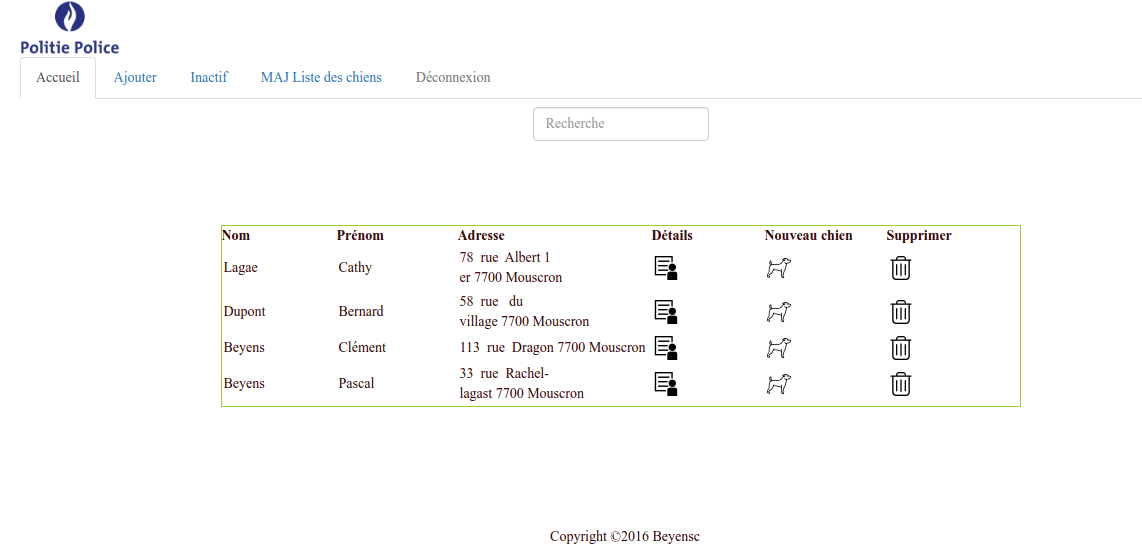 Politie Police
Accueil Ajouter Inactif MAJ Liste des chiens Déconnexion
Recherche
Nom Prénom Adresse Détails Nouveau chien Supprimer
Lagae Cathy 78 rue Albert 1
er 7700 Mouscron
Dupont Bernard 58 rue du
village 7700 Mouscron
Beyens Clément 113 rue Dragon 7700 Mouscron
Beyens Pascal 33 rue Rachel-
lagast 7700 Mouscron
Copyright ©2016 Beyensc